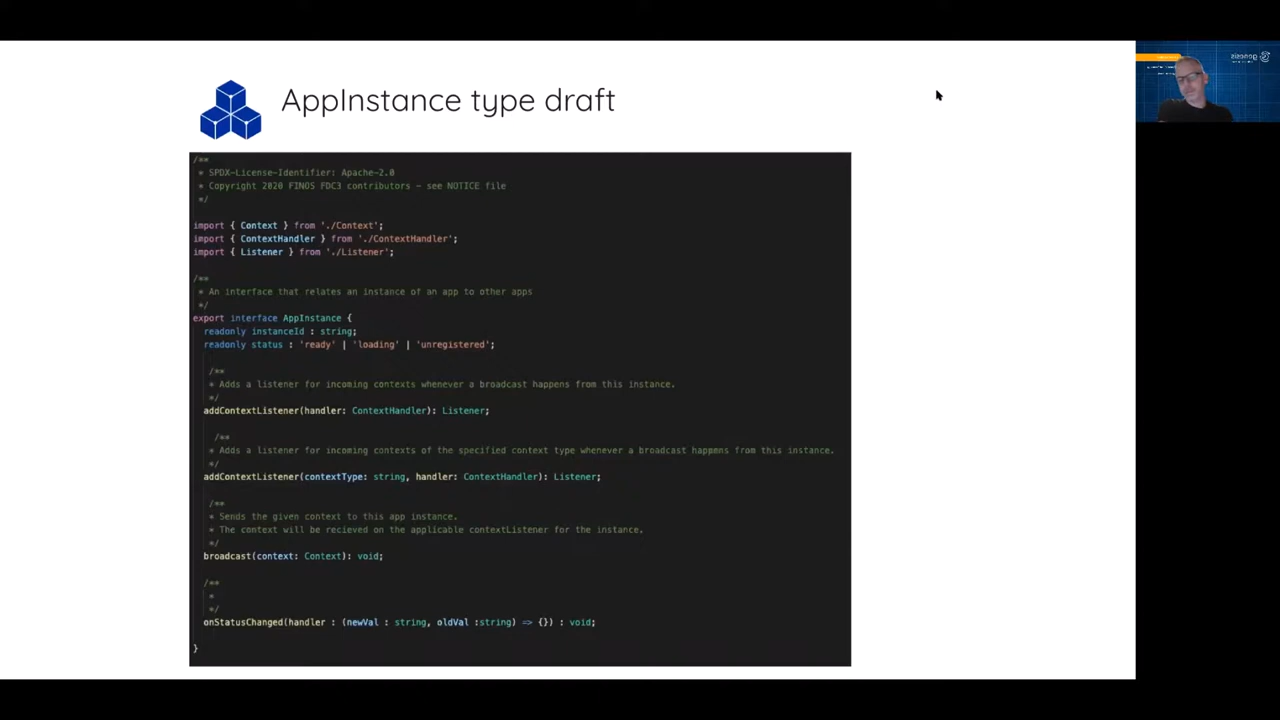 AppInstance type draft
/**
* SPDX-License-Identifier: Apache-2.0
* Copyright 2020 FINOS FDC3 contributors - see NOTICE file
*/
import { Context } from './Context';
import { ContextHandler } from './ContextHandler';
import { Listener } from './Listener';
/**
* An interface that relates an instance of an app to other apps
*/
export interface AppInstance {
readonly instanceId : string;
readonly status : 'ready' | 'loading' | 'unregistered';
/**
* Adds a listener for incoming contexts whenever a broadcast happens from this instance.
*/
addContextListener(handler: ContextHandler): Listener;
/**
* Adds a listener for incoming contexts of the specified context type whenever a broadcast happens from this instance.
*/
addContextListener(contextType: string, handler: ContextHandler): Listener;
/**
* Sends the given context to this app instance.
* The context will be recieved on the applicable contextListener for the instance.
*/
broadcast(context: Context): void;
/**
*
*/
onStatusChanged(handler : (newVal : string, oldVal :string) => {}) : void;
}
genesis